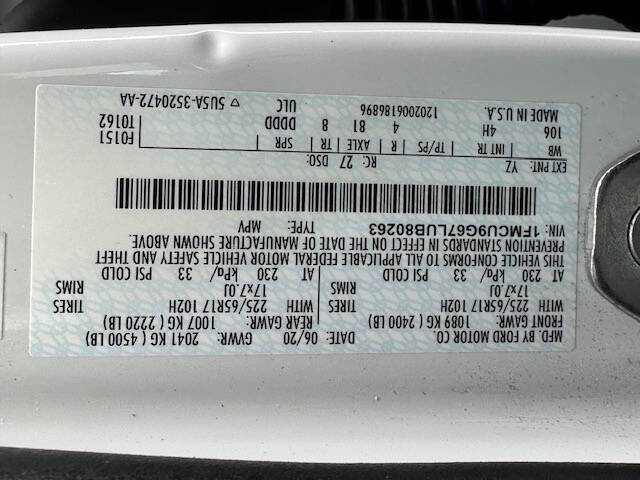 MFD. BY FORD MOTOR CO. 06/20 GVWR: 2041 KG ( 4500 LB)
FRONT GAWR: 1089 KG ( 2400 LB) REAR GAWR: 1007 KG ( 2220 LB)
WITH 225/65R17 102H TIRES WITH 225/65R17 102H TIRES
17x7.0J RIMS 17x7.0J RIMS
AT 230 kPa/ 33 PSI COLD AT 230 kPa/ 33 PSI COLD
THIS VEHICLE CONFORMS TO ALL APPLICABLE FEDERAL MOTOR VEHICLE SAFETY AND THEFT
PREVENTION STANDARDS IN EFFECT ON THE DATE OF MANUFACTURE SHOWN ABOVE.
VIN: 1FMCU9G67LUB80263 TYPE: MPV
EXT PNT: YZ RC: 27 DSO: F0151
WB INT TR TP/PS R AXLE TR SPR T0162
106 4H 4 81 8 DDDD
MADE IN U.S.A. 1202006186896 ULC 5U5A-3520472-AA